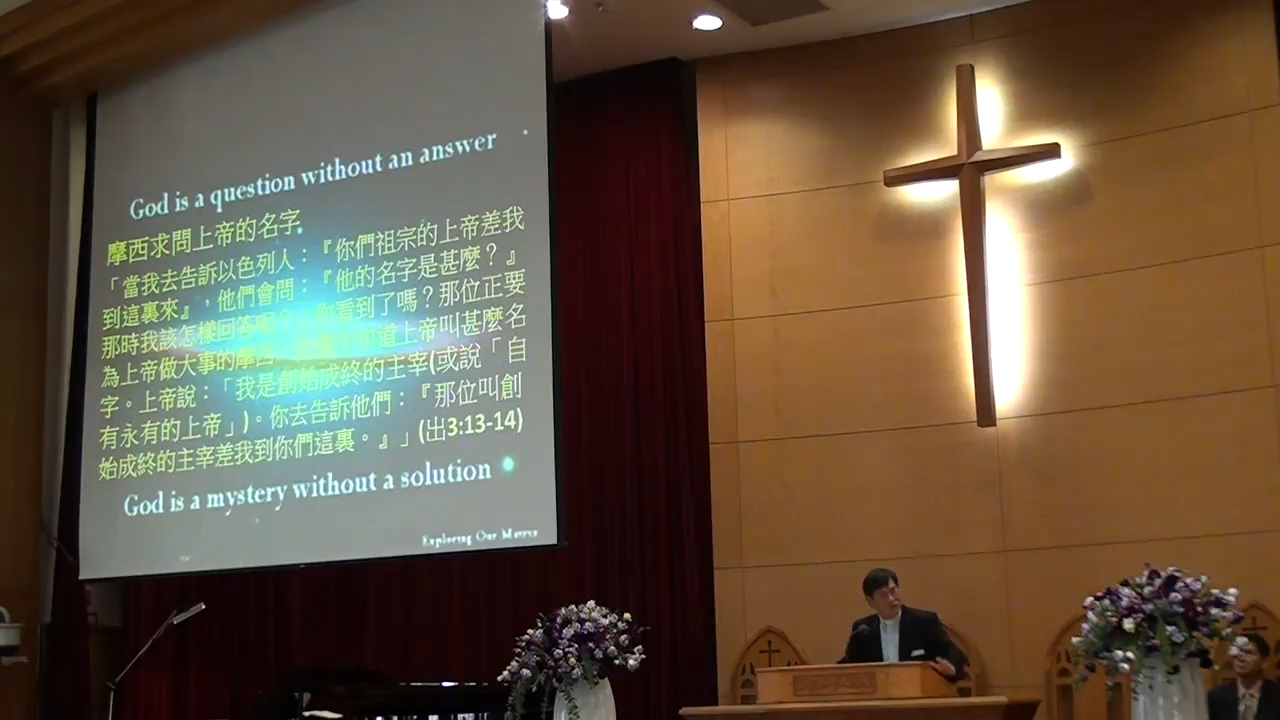 God is a question without an answer
摩西求問上帝的名字
「當我去告訴以色列人：『你們祖宗的上帝差我
到這裏來』，他們會問：『他的名字是甚麼？』
那時我該怎樣回答呢？」你看到了嗎？那位正要
為上帝做大事的摩西，道上帝叫甚麼名
字。上帝說：「我是創始成終的主宰(或說「自
有永有的上帝」)。你去告訴他們：『那位叫創
始成終的主宰差我到你們這裏。』」(出3:13-14)
God is a mystery without a solution
Exploring Our Matrix